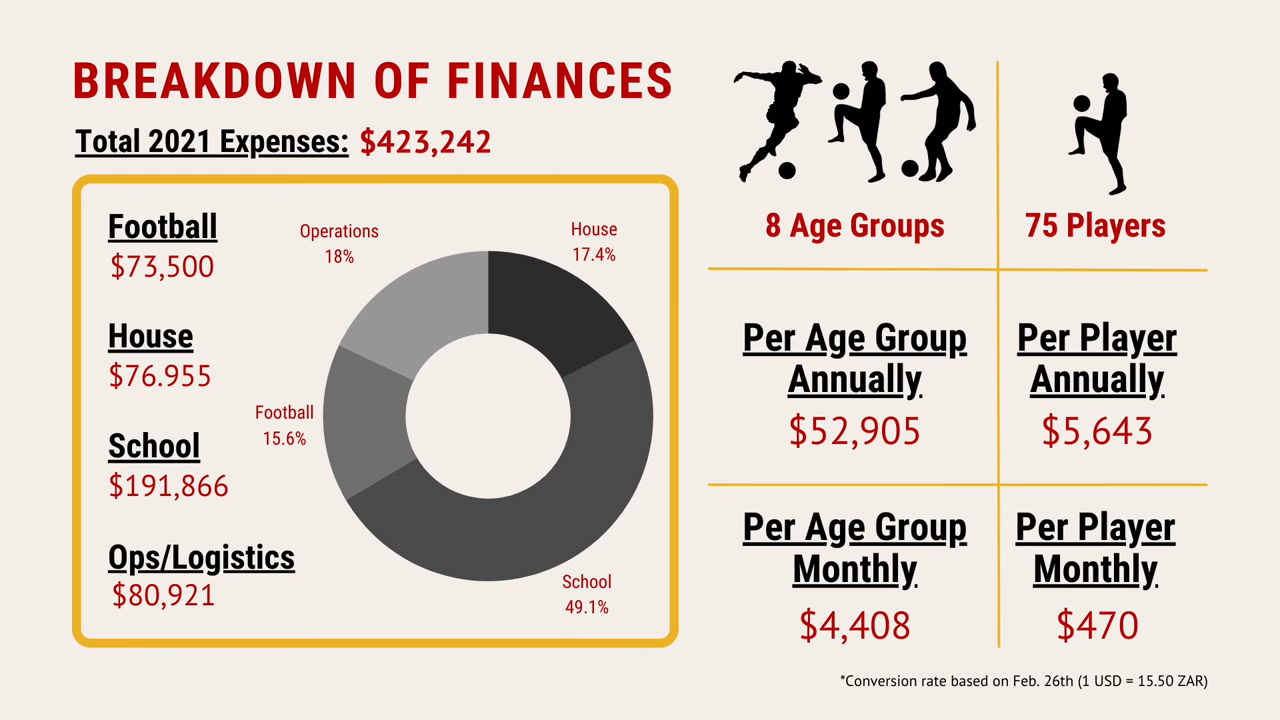 BREAKDOWN OF FINANCES
Total 2021 Expenses: $423,242
Football
$73,500
House
$76.955
School
$191,866
Ops/Logistics
$80,921
Operations
18%
House
17.4%
Football
15.6%
School
49.1%
8 Age Groups
75 Players
Per Age Group
Annually
$52,905
Per Player
Annually
$5,643
Per Age Group
Monthly
$4,408
Per Player
Monthly
$470
*Conversion rate based on Feb. 26th (1 USD = 15.50 ZAR)